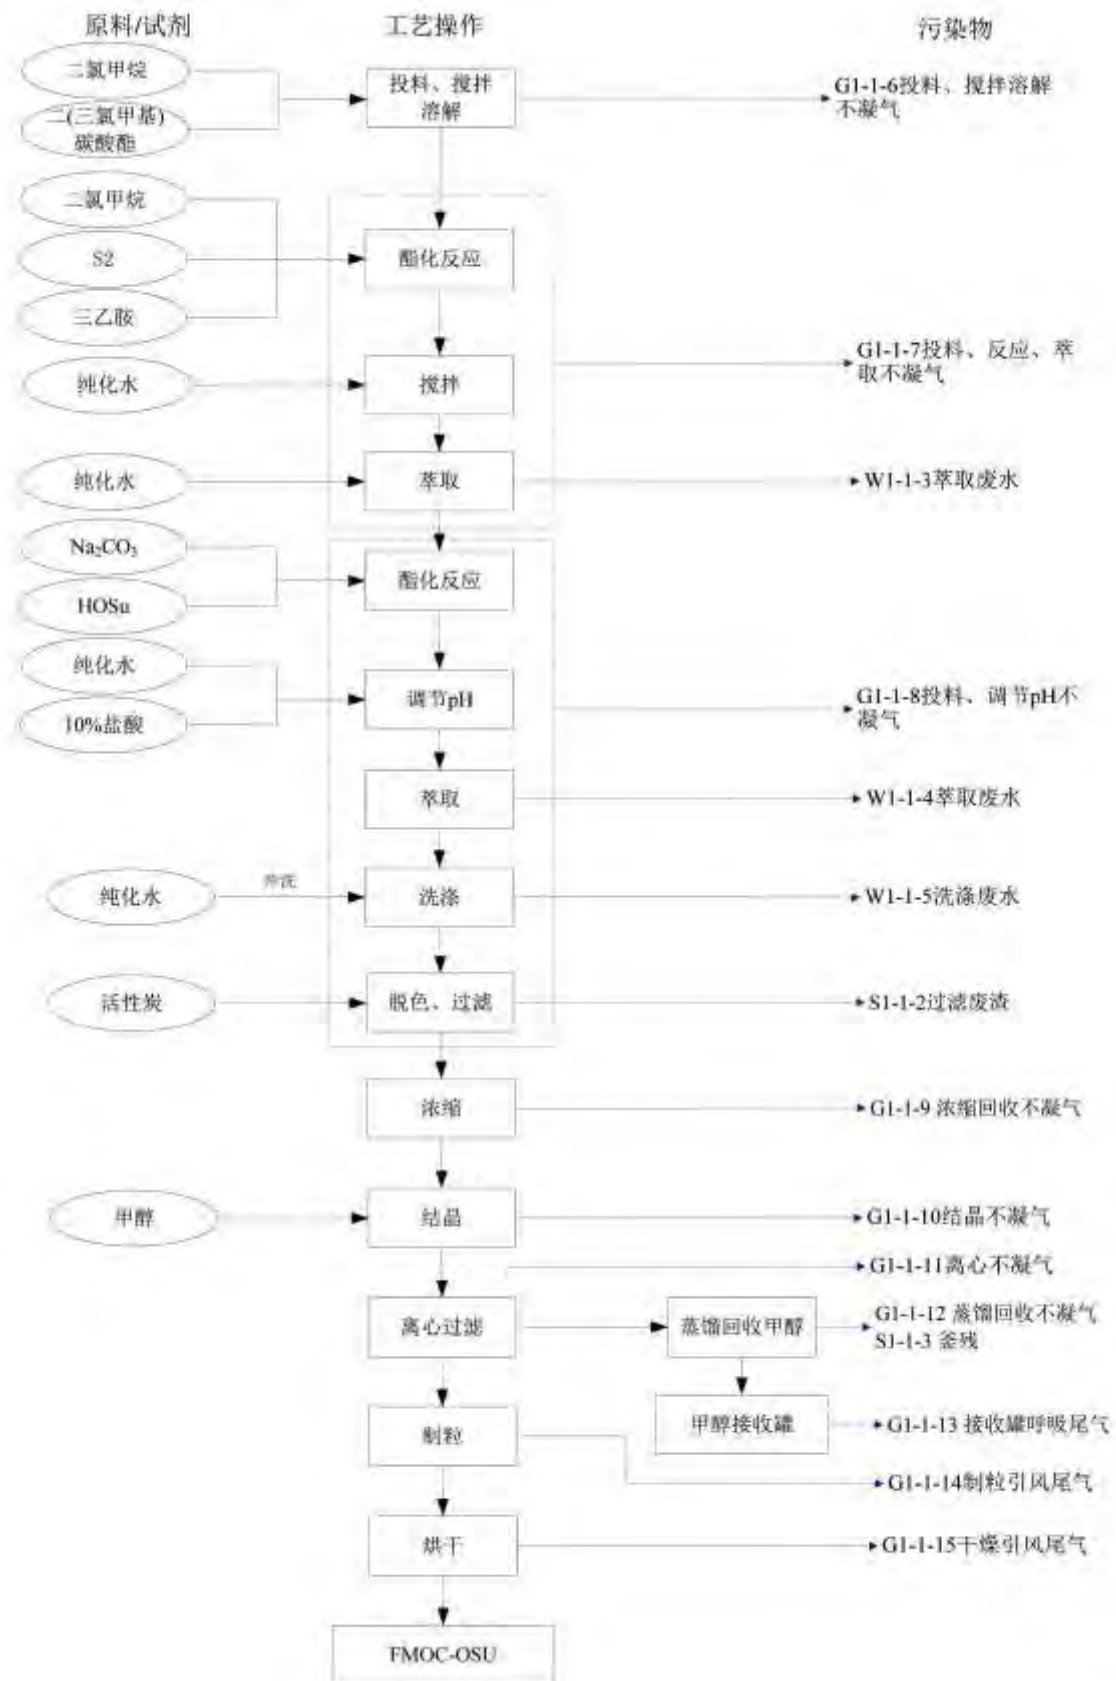 原料/试剂
工艺操作
污染物
二氯甲烷
二(三氯甲基)
碳酸酯
投料、搅拌
溶解
G1-1-6投料、搅拌溶解
不凝气
二氯甲烷
S2
三乙胺
酯化反应
纯化水
搅拌
G1-1-7投料、反应、萃
取不凝气
纯化水
萃取
W1-1-3萃取废水
Na₂CO₃
HOSu
酯化反应
纯化水
10%盐酸
调节pH
G1-1-8投料、调节pH不
凝气
萃取
W1-1-4萃取废水
纯化水
冲洗
洗涤
W1-1-5洗涤废水
活性炭
脱色、过滤
S1-1-2过滤废渣
浓缩
G1-1-9 浓缩回收不凝气
甲醇
结晶
G1-1-10结晶不凝气
G1-1-11离心不凝气
离心过滤
蒸馏回收甲醇
G1-1-12 蒸馏回收不凝气
S1-1-3 釜残
甲醇接收罐
G1-1-13 接收罐呼吸尾气
制粒
G1-1-14制粒引风尾气
烘干
G1-1-15干燥引风尾气
FMOC-OSU